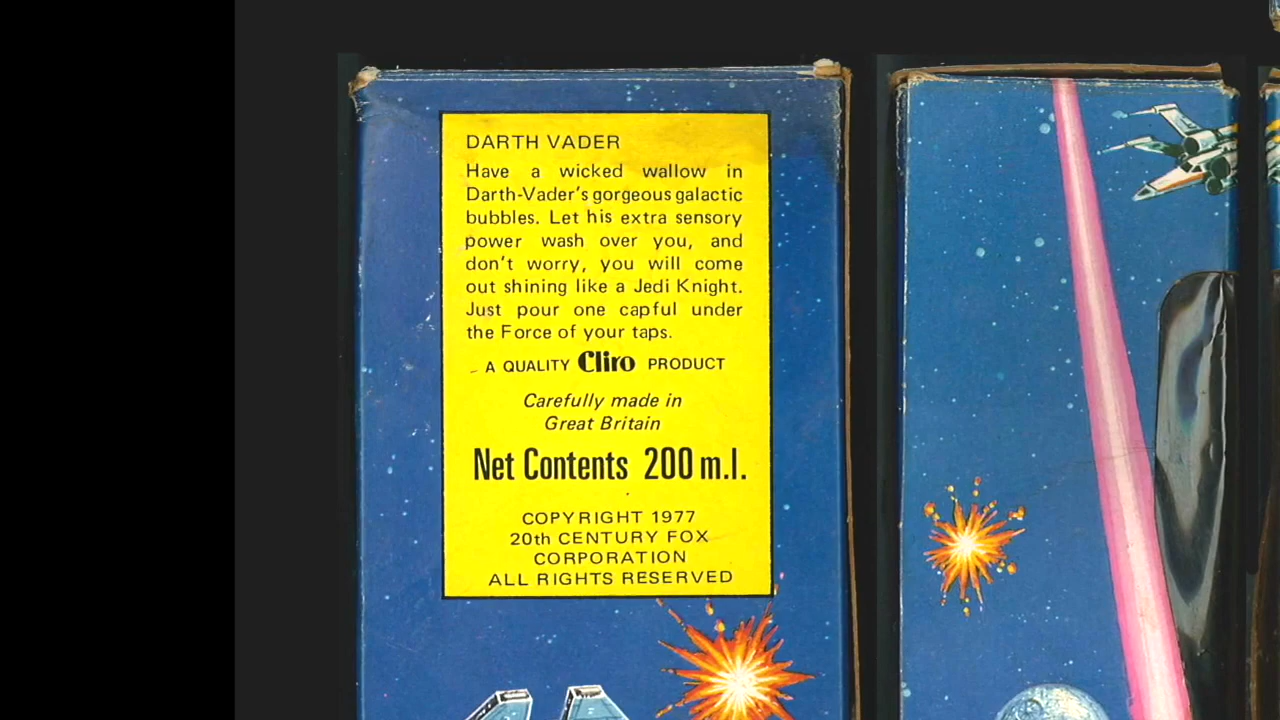 DARTH VADER
Have a wicked wallow in
Darth-Vader's gorgeous galactic
bubbles. Let his extra sensory
power wash over you, and
don't worry, you will come
out shining like a Jedi Knight.
Just pour one capful under
the Force of your taps.
A QUALITY Cliro PRODUCT
Carefully made in
Great Britain
Net Contents 200 m.l.
COPYRIGHT 1977
20th CENTURY FOX
CORPORATION
ALL RIGHTS RESERVED